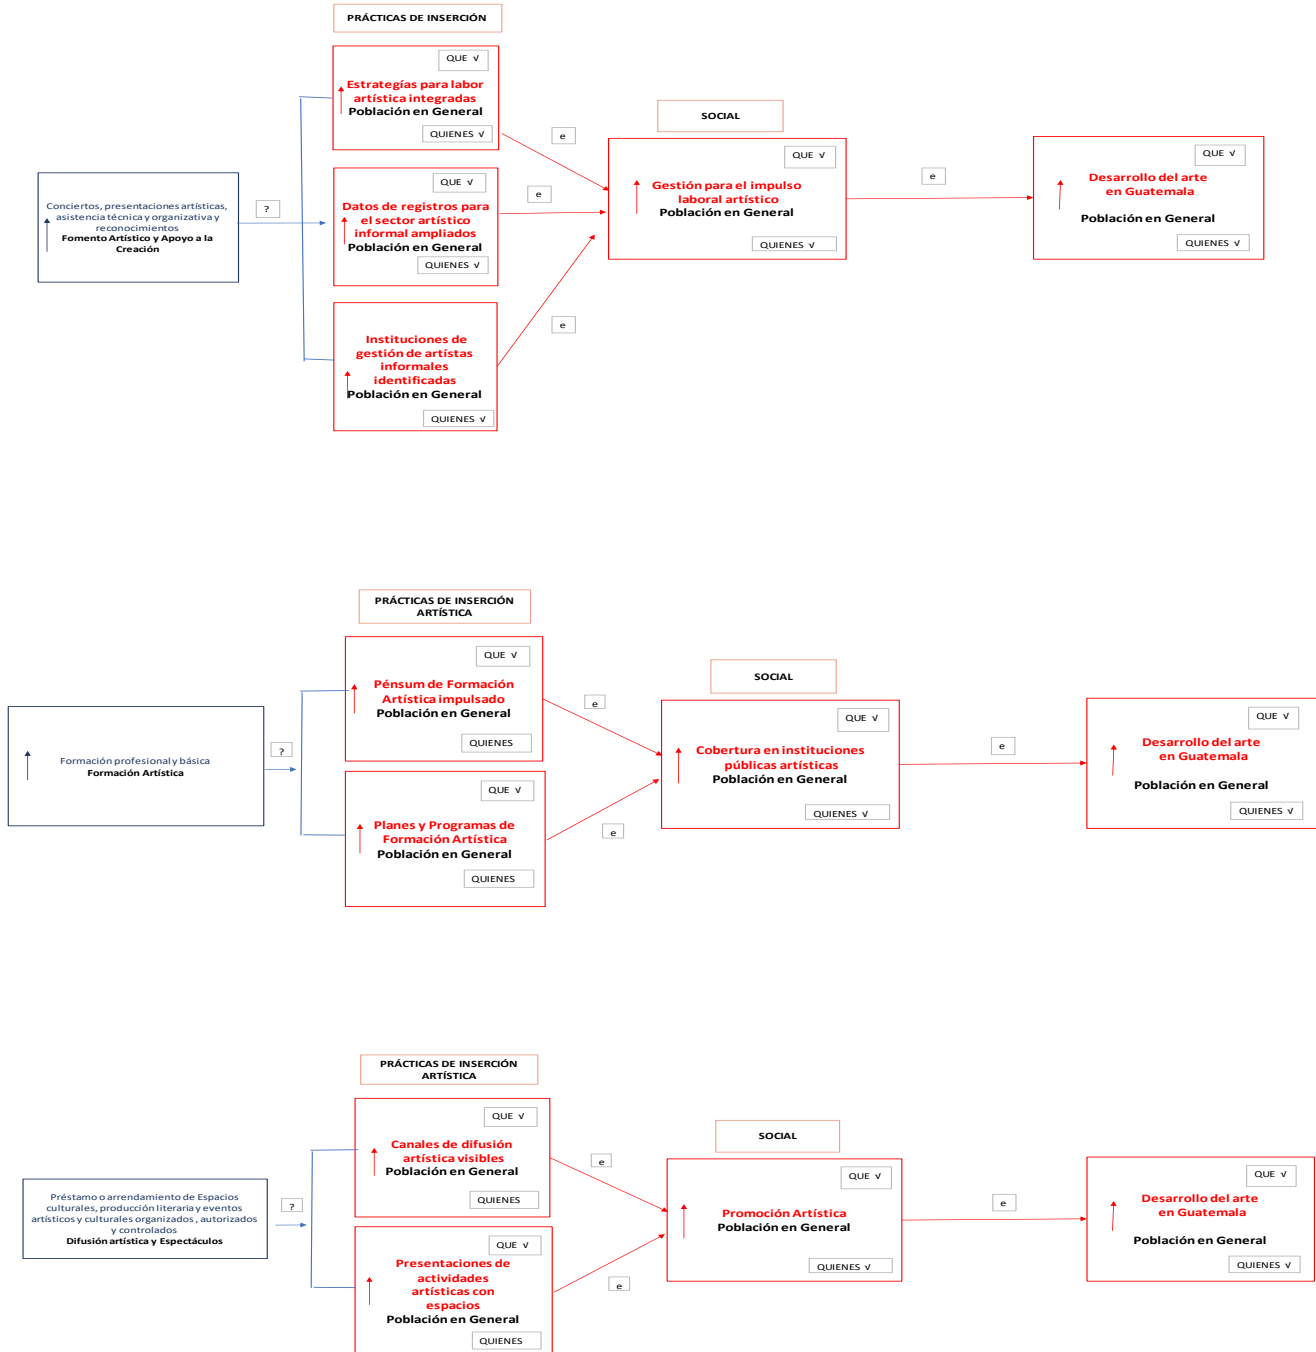 PRÁCTICAS DE INSERCIÓN
QUE √
Estrategías para labor
artística integradas
Población en General
QUIENES √
e
SOCIAL
QUE √
Gestión para el impulso
laboral artístico
Población en General
QUIENES √
e
QUE √
Desarrollo del arte
en Guatemala
Población en General
QUIENES √
Conciertos, presentaciones artísticas,
asistencia técnica y organizativa y
reconocimientos
Fomento Artístico y Apoyo a la
Creación
?
QUE √
Datos de registros para
el sector artístico
informal ampliados
Población en General
QUIENES √
e
Instituciones de
gestión de artístas
informales
identificadas
Población en General
QUIENES √
e
PRÁCTICAS DE INSERCIÓN
ARTÍSTICA
QUE √
Pénsum de Formación
Artística impulsado
Población en General
QUIENES
e
SOCIAL
QUE √
Cobertura en instituciones
públicas artísticas
Población en General
QUIENES √
e
QUE √
Desarrollo del arte
en Guatemala
Población en General
QUIENES √
Formación profesional y básica
Formación Artística
?
QUE √
Planes y Programas de
Formación Artística
Población en General
QUIENES
e
PRÁCTICAS DE INSERCIÓN
ARTÍSTICA
QUE √
Canales de difusión
artística visibles
Población en General
QUIENES
e
SOCIAL
QUE √
Promoción Artística
Población en General
QUIENES √
e
QUE √
Desarrollo del arte
en Guatemala
Población en General
QUIENES √
Préstamo o arrendamiento de Espacios
culturales, producción literaria y eventos
artísticos y culturales organizados , autorizados
y controlados
Difusión artística y Espectáculos
?
QUE √
Presentaciones de
actividades
artísticas con
espacios
Población en General
QUIENES
e